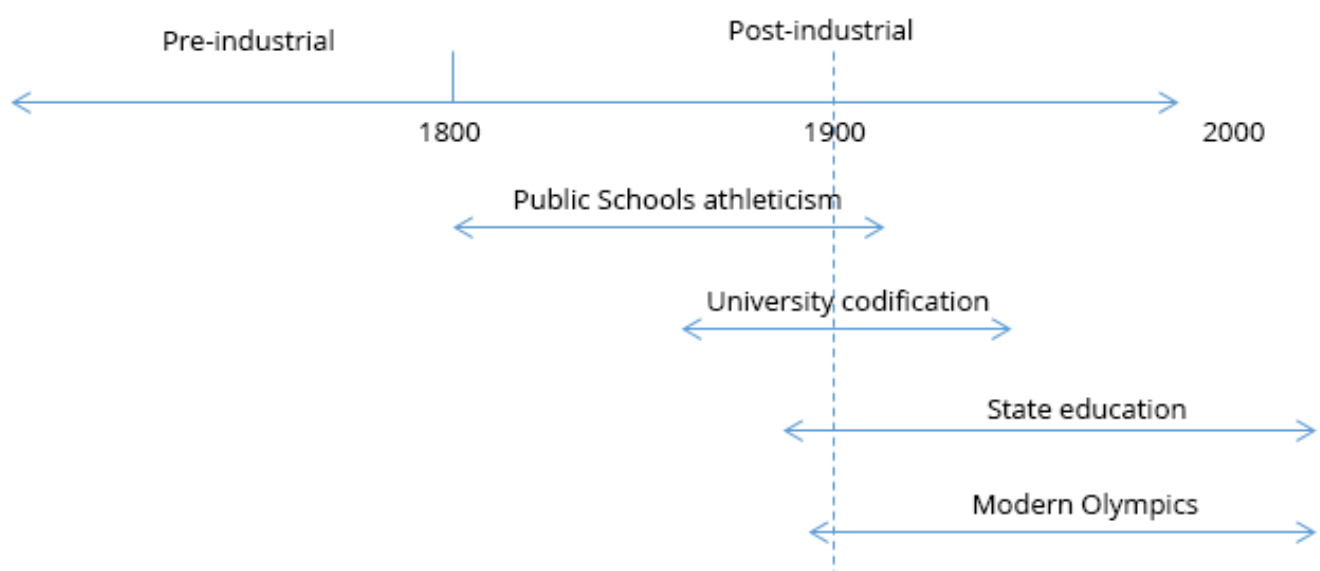 Pre-industrial
Post-industrial
1800
1900
2000
Public Schools athleticism
University codification
State education
Modern Olympics